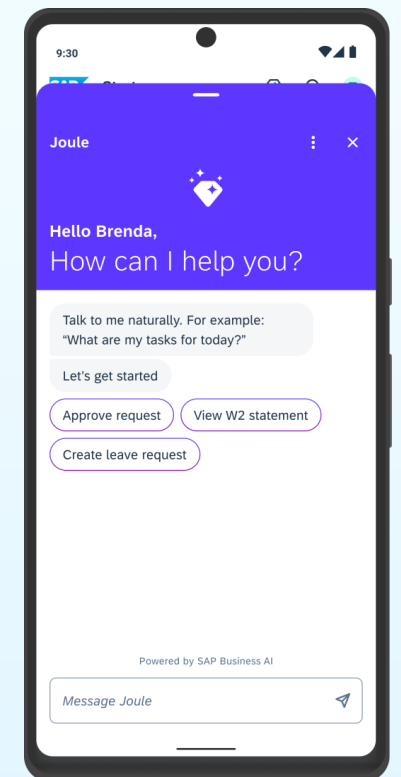 9:30
Joule
Hello Brenda,
How can I help you?
Talk to me naturally. For example:
“What are my tasks for today?”
Let's get started
Approve request
View W2 statement
Create leave request
Powered by SAP Business AI
Message Joule